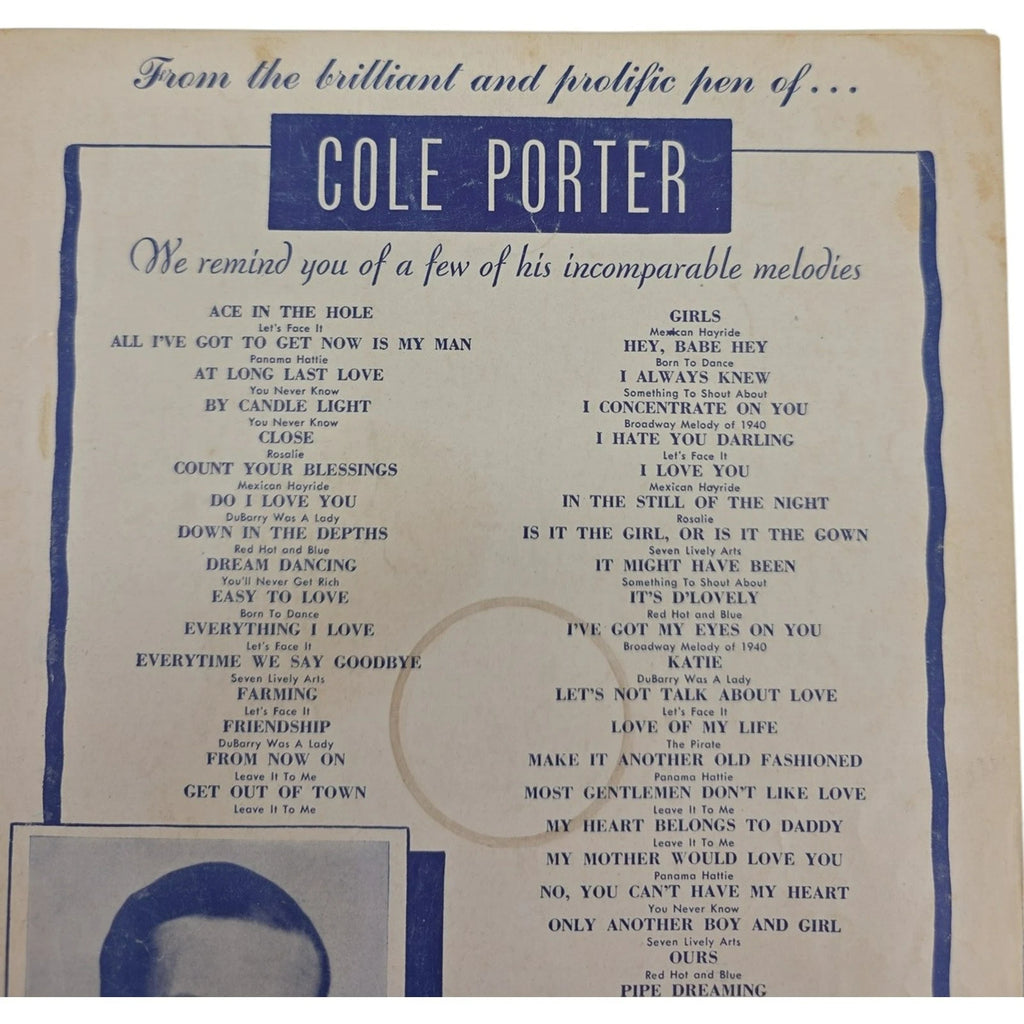 From the brilliant and prolific pen of...
COLE PORTER
We remind you of a few of his incomparable melodies
ACE IN THE HOLE
Let's Face It
ALL I'VE GOT TO GET NOW IS MY MAN
Panama Hattie
AT LONG LAST LOVE
You Never Know
BY CANDLE LIGHT
You Never Know
CLOSE
Rosalie
COUNT YOUR BLESSINGS
Mexican Hayride
DO I LOVE YOU
DuBarry Was A Lady
DOWN IN THE DEPTHS
Red Hot and Blue
DREAM DANCING
You'll Never Get Rich
EASY TO LOVE
Born To Dance
EVERYTHING I LOVE
Let's Face It
EVERYTIME WE SAY GOODBYE
Seven Lively Arts
FARMING
Let's Face It
FRIENDSHIP
DuBarry Was A Lady
FROM NOW ON
Leave It To Me
GET OUT OF TOWN
Leave It To Me
GIRLS
Mexican Hayride
HEY, BABE HEY
Born To Dance
I ALWAYS KNEW
Something To Shout About
I CONCENTRATE ON YOU
Broadway Melody of 1940
I HATE YOU DARLING
Let's Face It
I LOVE YOU
Mexican Hayride
IN THE STILL OF THE NIGHT
Rosalie
IS IT THE GIRL, OR IS IT THE GOWN
Seven Lively Arts
IT MIGHT HAVE BEEN
Something To Shout About
IT'S D'LOVELY
Red Hot and Blue
I'VE GOT MY EYES ON YOU
Broadway Melody of 1940
KATIE
DuBarry Was A Lady
LET'S NOT TALK ABOUT LOVE
Let's Face It
LOVE OF MY LIFE
The Pirate
MAKE IT ANOTHER OLD FASHIONED
Panama Hattie
MOST GENTLEMEN DON'T LIKE LOVE
Leave It To Me
MY HEART BELONGS TO DADDY
Leave It To Me
MY MOTHER WOULD LOVE YOU
Panama Hattie
NO, YOU CAN'T HAVE MY HEART
You Never Know
ONLY ANOTHER BOY AND GIRL
Seven Lively Arts
OURS
Red Hot and Blue
PIPE DREAMING